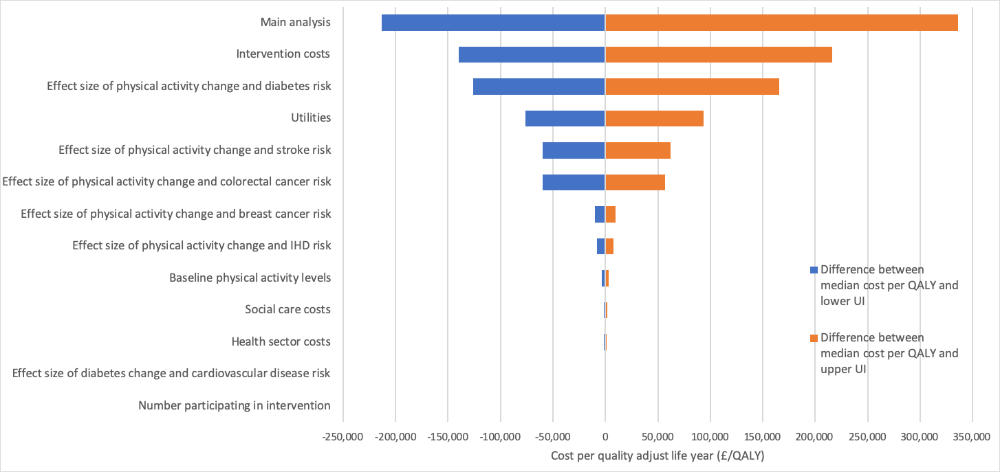 Main analysis
Intervention costs
Effect size of physical activity change and diabetes risk
Utilities
Effect size of physical activity change and stroke risk
Effect size of physical activity change and colorectal cancer risk
Effect size of physical activity change and breast cancer risk
Effect size of physical activity change and IHD risk
Baseline physical activity levels
Social care costs
Health sector costs
Effect size of diabetes change and cardiovascular disease risk
Number participating in intervention
Difference between
median cost per QALY and
lower UI
Difference between
median cost per QALY and
upper UI
-250,000 -200,000 -150,000 -100,000 -50,000 0 50,000 100,000 150,000 200,000 250,000 300,000 350,000
Cost per quality adjust life year (£/QALY)